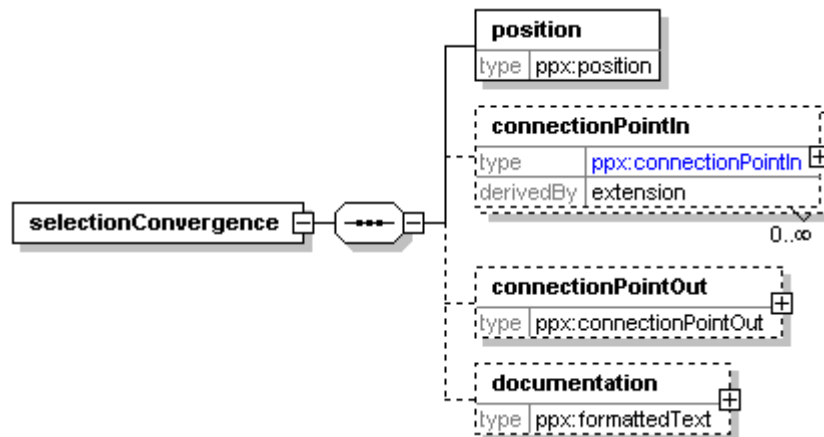 position
type ppx:position
connectionPointIn
type ppx:connectionPointIn
derivedBy extension
0..∞
selectionConvergence
connectionPointOut
type ppx:connectionPointOut
documentation
type ppx:formattedText